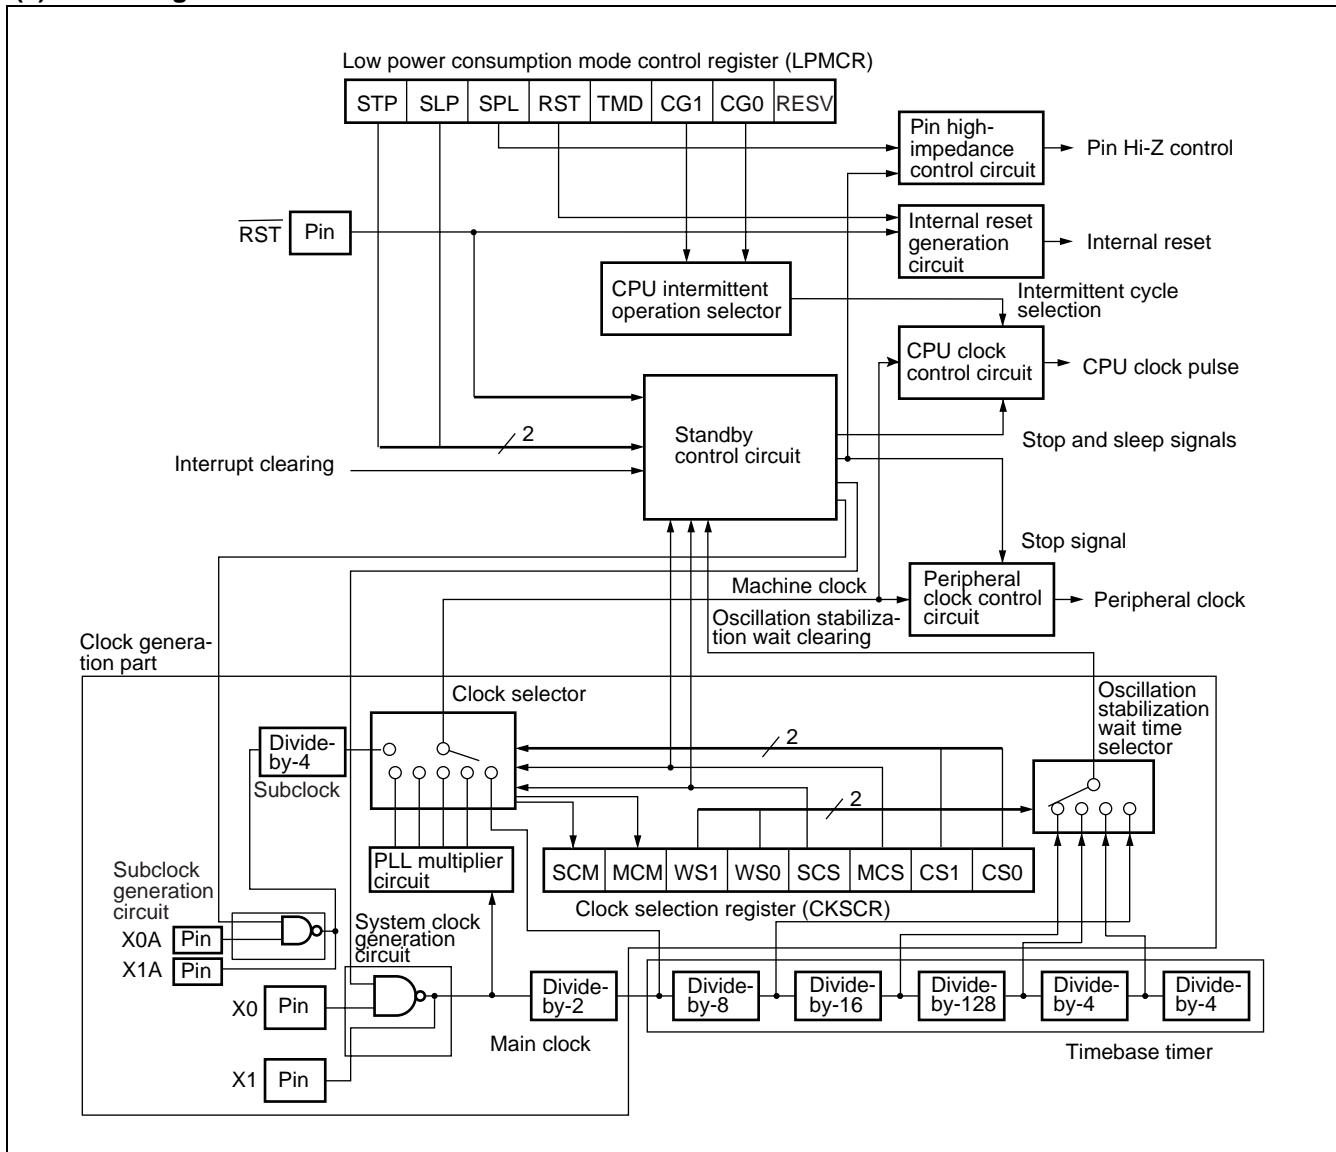 Low power consumption mode control register (LPMCR)
STP SLP SPL RST TMD CG1 CG0 RESV
Pin high-
impedance
control circuit
Pin Hi-Z control
RST
Pin
Internal reset
generation
circuit
Internal reset
CPU intermittent
operation selector
Intermittent cycle
selection
CPU clock
control circuit
CPU clock pulse
2
Standby
control circuit
Stop and sleep signals
Interrupt clearing
Stop signal
Machine clock
Peripheral
clock control
circuit
Peripheral clock
Oscillation stabiliza-
tion wait clearing
Clock genera-
tion part
Clock selector
Oscillation
stabilization
wait time
selector
Divide-
by-4
Subclock
2
2
PLL multiplier
circuit
SCM MCM WS1 WS0 SCS MCS CS1 CS0
Clock selection register (CKSCR)
Subclock
generation
circuit
X0A
Pin
X1A
Pin
System clock
generation
circuit
X0
Pin
X1
Pin
Divide-
by-2
Main clock
Divide-
by-8
Divide-
by-16
Divide-
by-128
Divide-
by-4
Divide-
by-4
Timebase timer